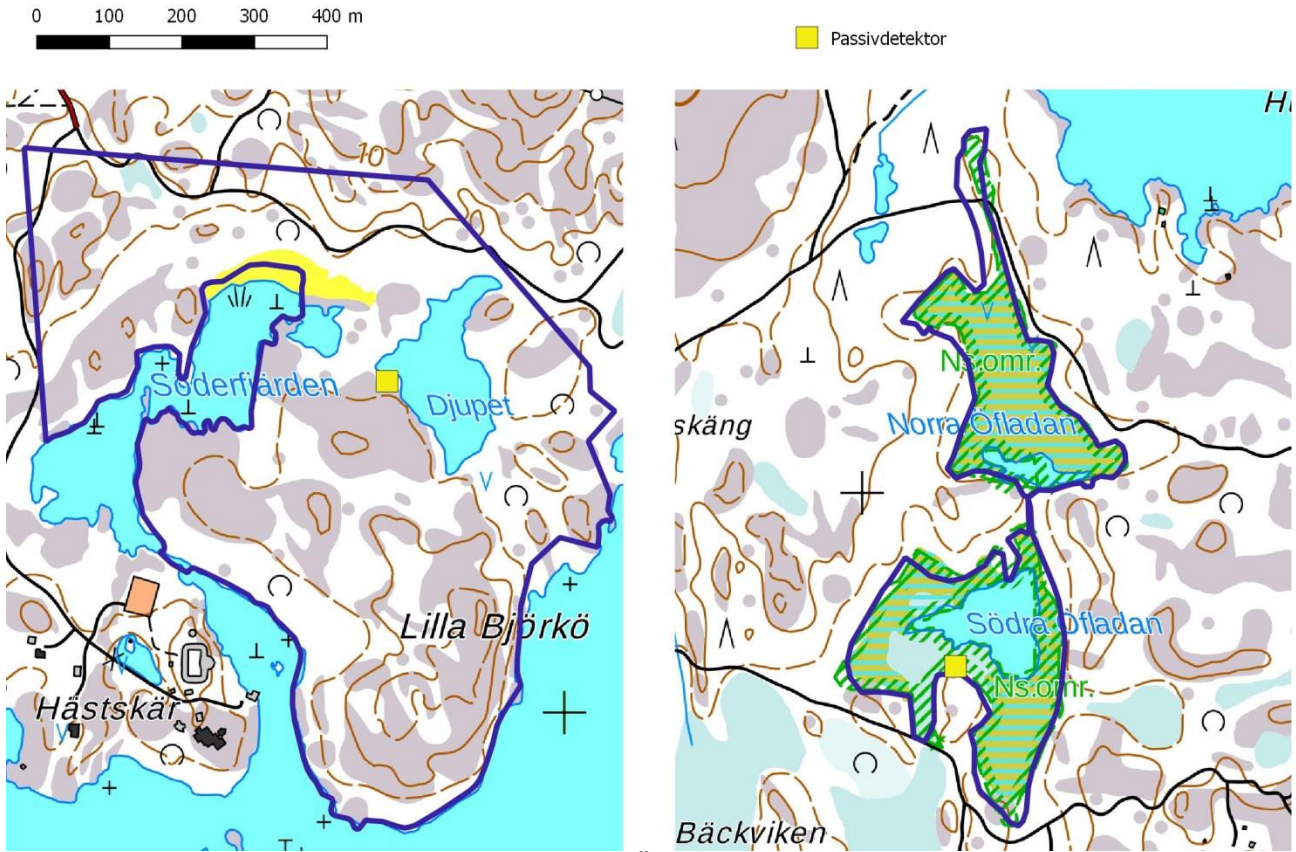 0 100 200 300 400 m
Passivdetektor
10
Söderfjärden
Djupet
Lilla Björkö
Hästskär
Ns.omr.
Norra Öfladan
skäng
Södra Öfladan
Ns.omr.
Bäckviken